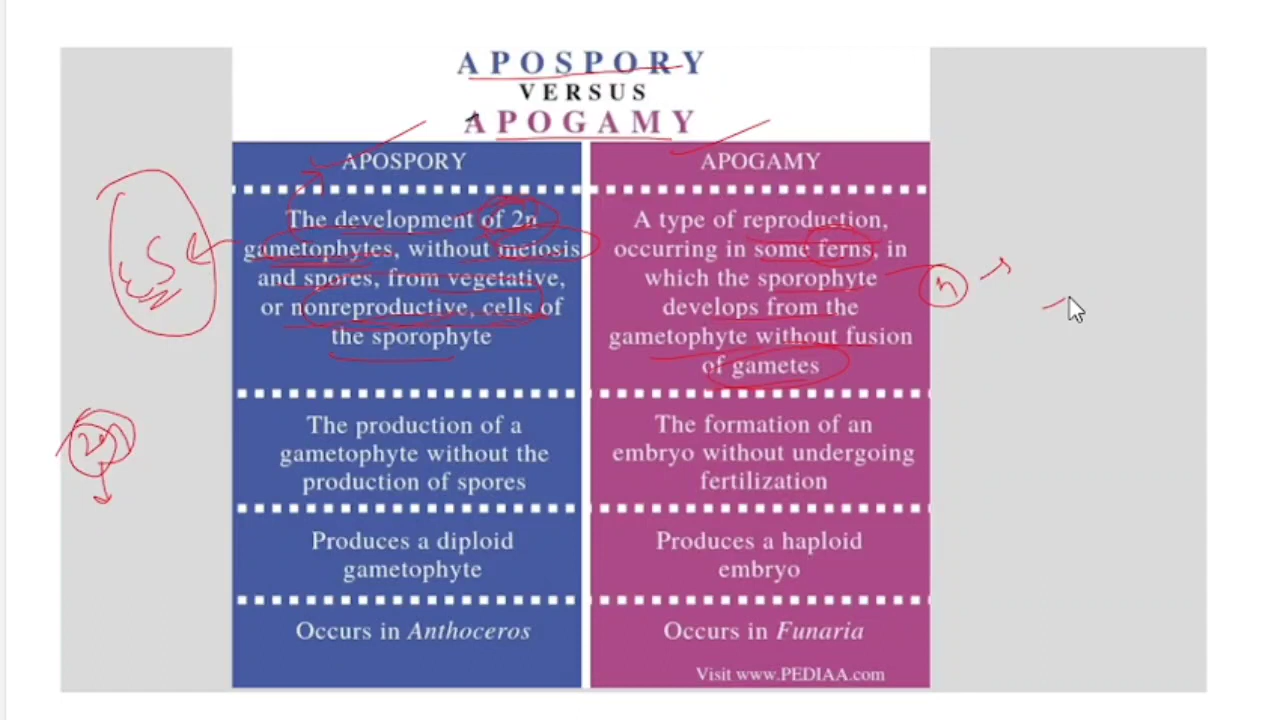 APOSPORY
VERSUS
APOGAMY
APOSPORY
The development of 2n
gametophytes, without meiosis
and spores, from vegetative,
or nonreproductive, cells of
the sporophyte
The production of a
gametophyte without the
production of spores
Produces a diploid
gametophyte
Occurs in Anthoceros
APOGAMY
A type of reproduction,
occurring in some ferns, in
which the sporophyte
develops from the
gametophyte without fusion
of gametes
n
The formation of an
embryo without undergoing
fertilization
Produces a haploid
embryo
Occurs in Funaria
Visit www.PEDIAA.com
2n